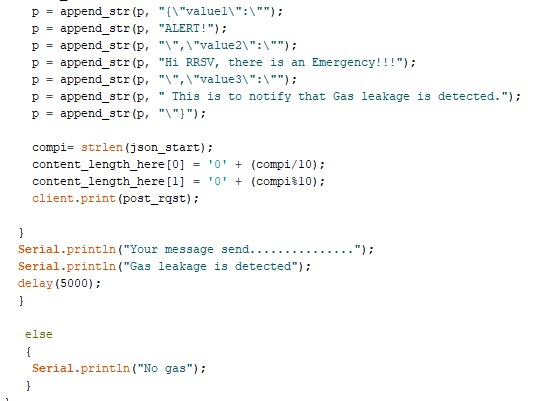 p = append_str(p, "{\"value1\":\"");
p = append_str(p, "ALERT!");
p = append_str(p, "\",\"value2\":\"");
p = append_str(p, "Hi RRSV, there is an Emergency!!!");
p = append_str(p, "\",\"value3\":\"");
p = append_str(p, " This is to notify that Gas leakage is detected.");
p = append_str(p, "\"}");
compi= strlen(json_start);
content_length_here[0] = '0' + (compi/10);
content_length_here[1] = '0' + (compi%10);
client.print(post_rqst);
}
Serial.println("Your message send...............");
Serial.println("Gas leakage is detected");
delay(5000);
}
else
{
Serial.println("No gas");
}